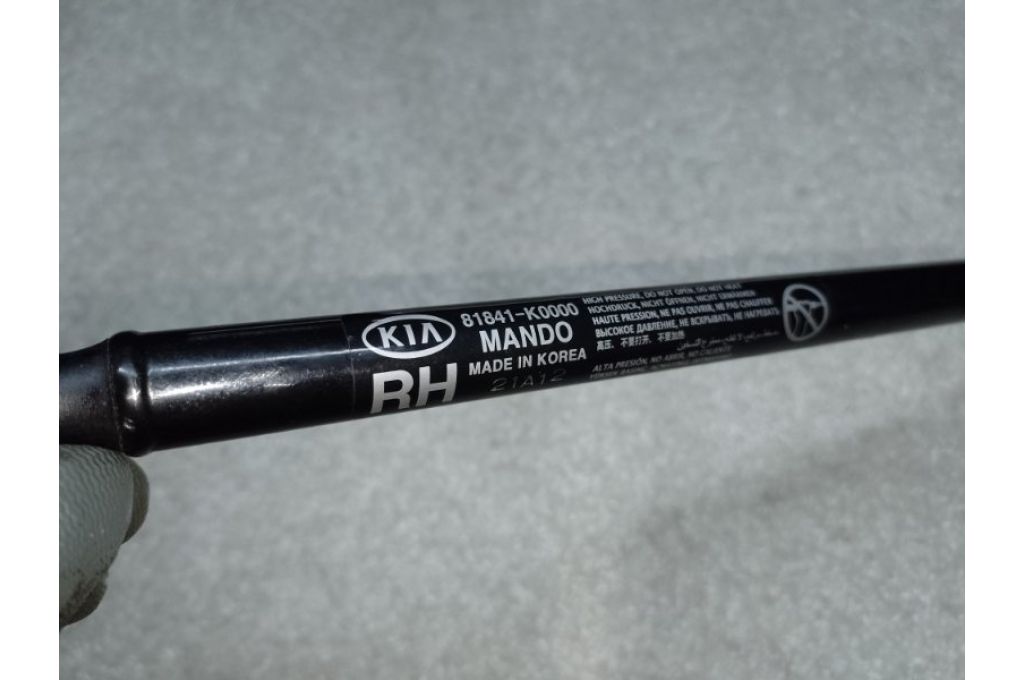 KIA
81841-K0000
MANDO
MADE IN KOREA
RH
21A12
HIGH PRESSURE, DO NOT OPEN, DO NOT HEAT
HOCHDRUCK, NICHT ÖFFNEN, NICHT ERWÄRMEN
HAUTE PRESSION, NE PAS OUVRIR, NE PAS CHAUFFER
ВЫСОКОЕ ДАВЛЕНИЕ, НЕ ВСКРЫВАТЬ, НЕ НАГРЕВАТЬ
高压、不要打开、不要加热
ALTA PRESIÓN, NO ABRIR, NO CALIENTE